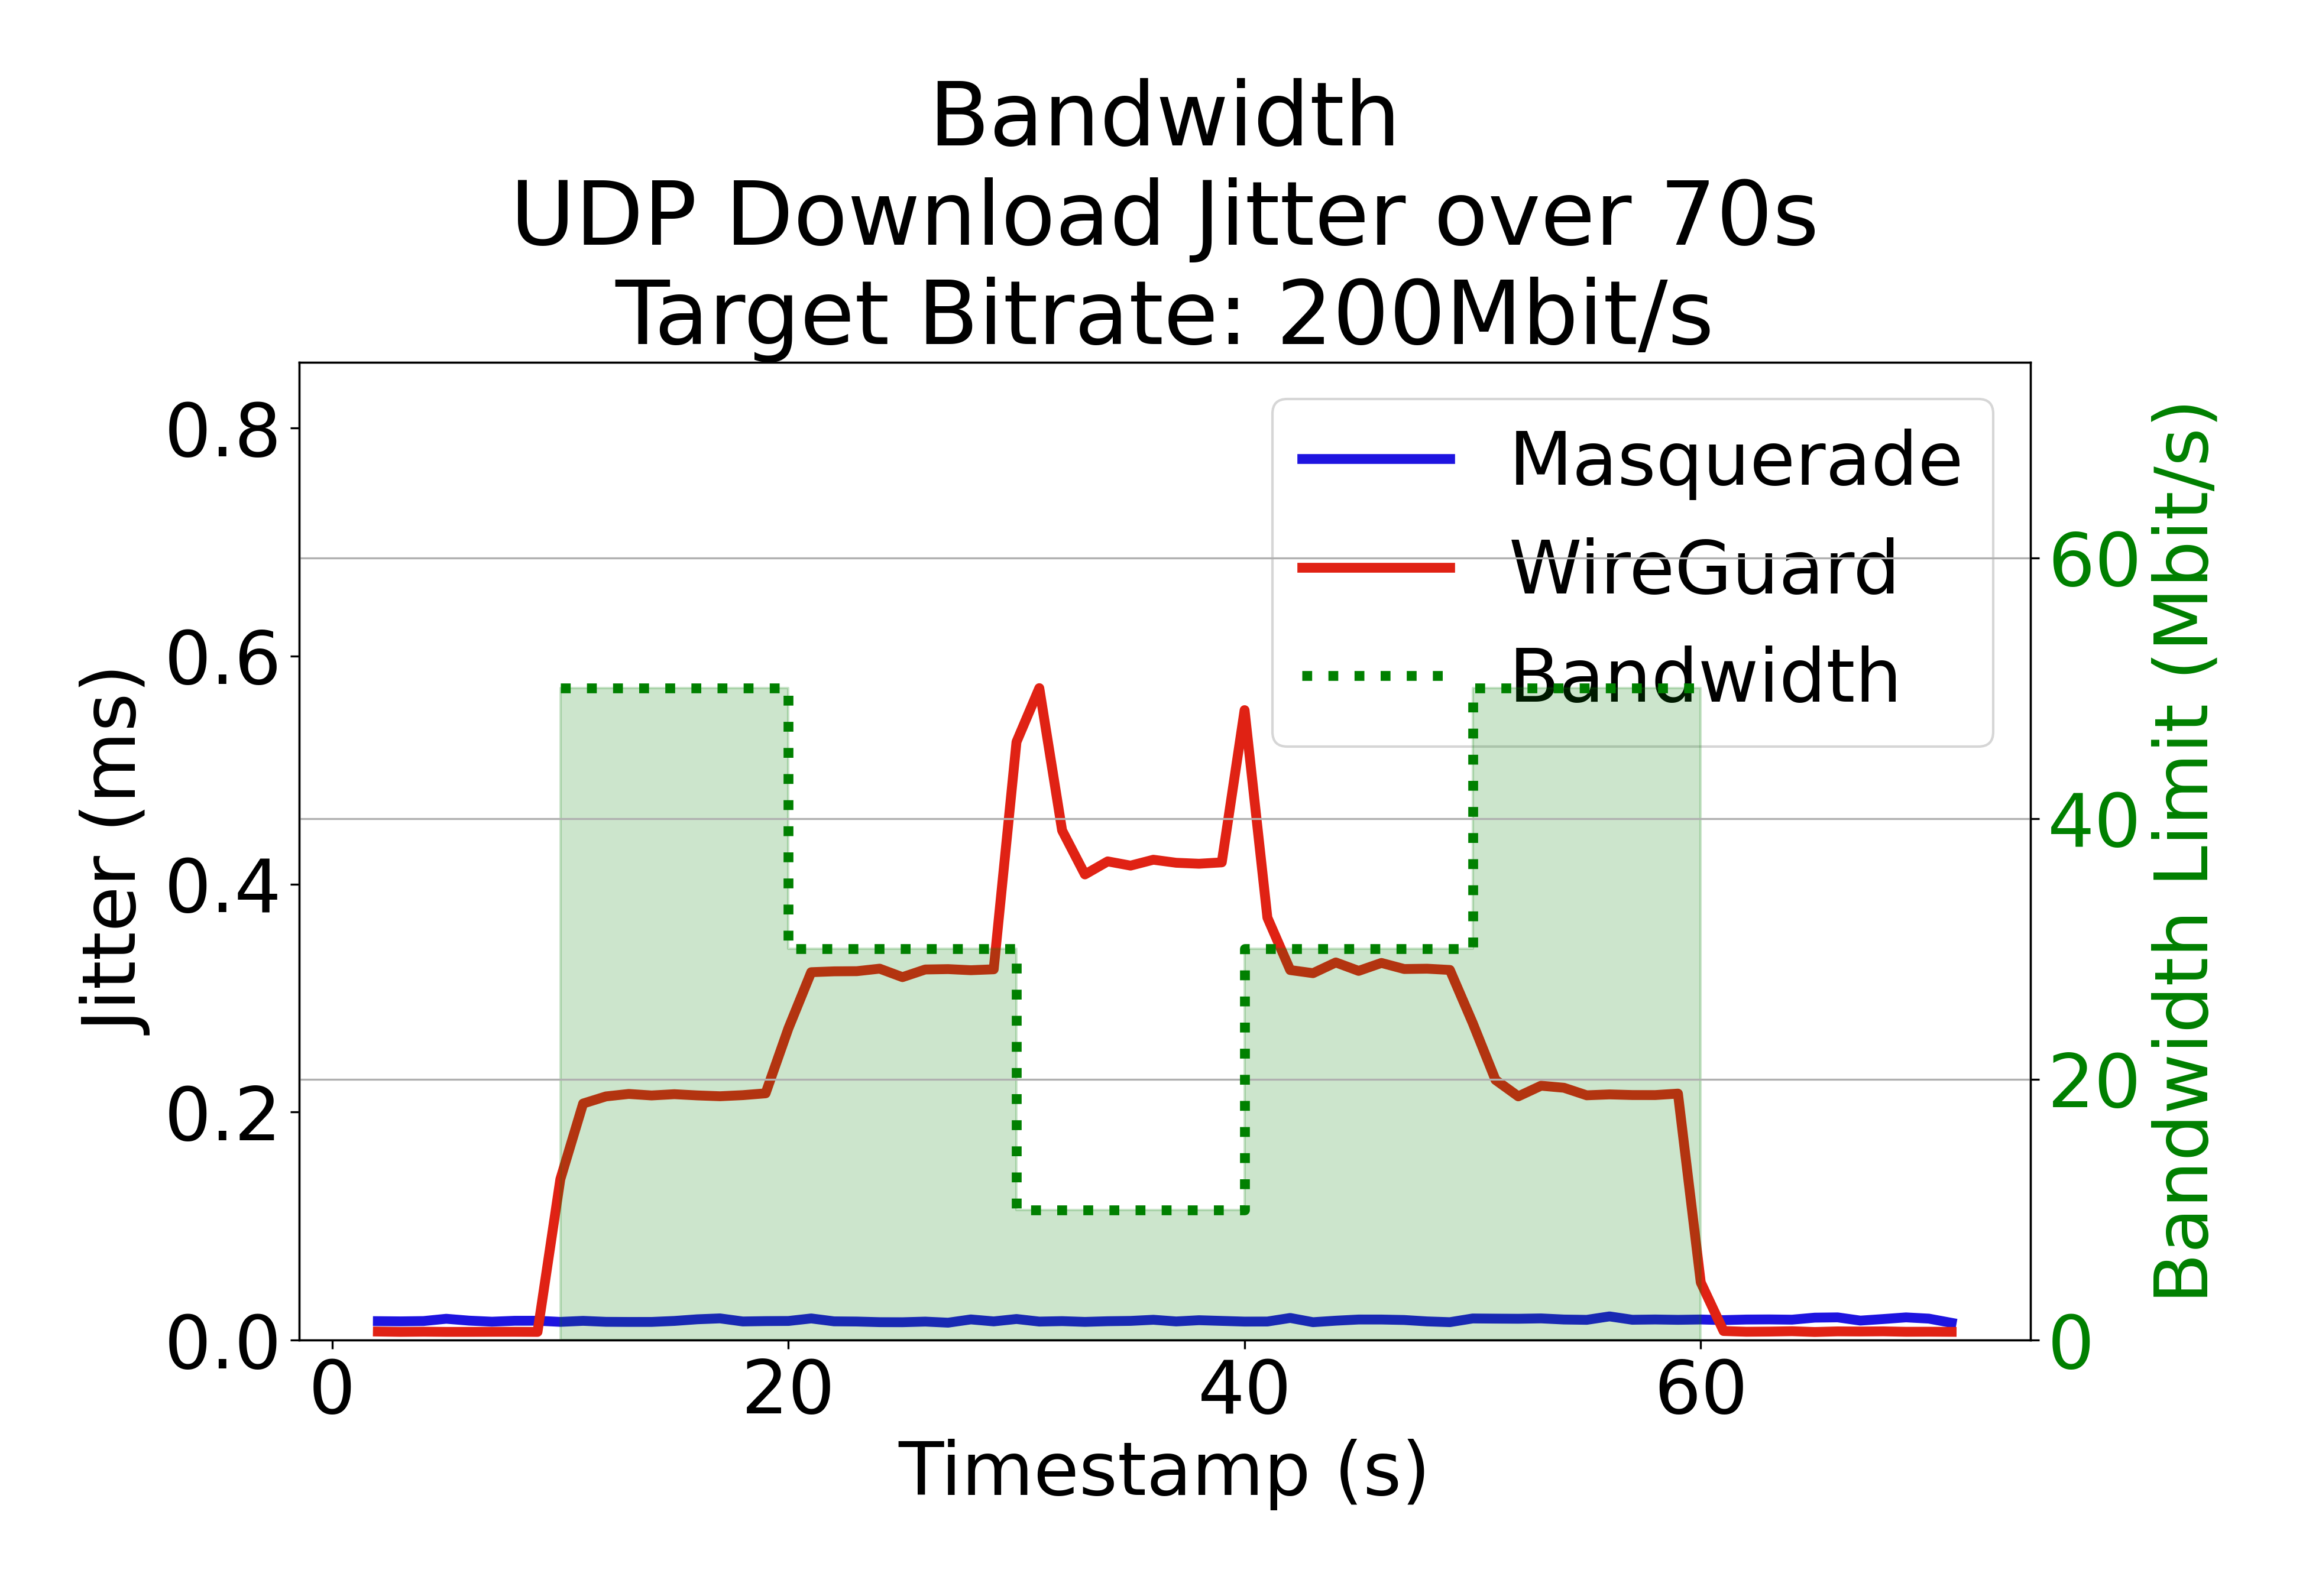 Bandwidth
UDP Download Jitter over 70s
Target Bitrate: 200Mbit/s
Masquerade
WireGuard
Bandwidth
Jitter (ms)
0.8
0.6
0.4
0.2
0.0
Bandwidth Limit (Mbit/s)
60
40
20
0
0 20 40 60
Timestamp (s)